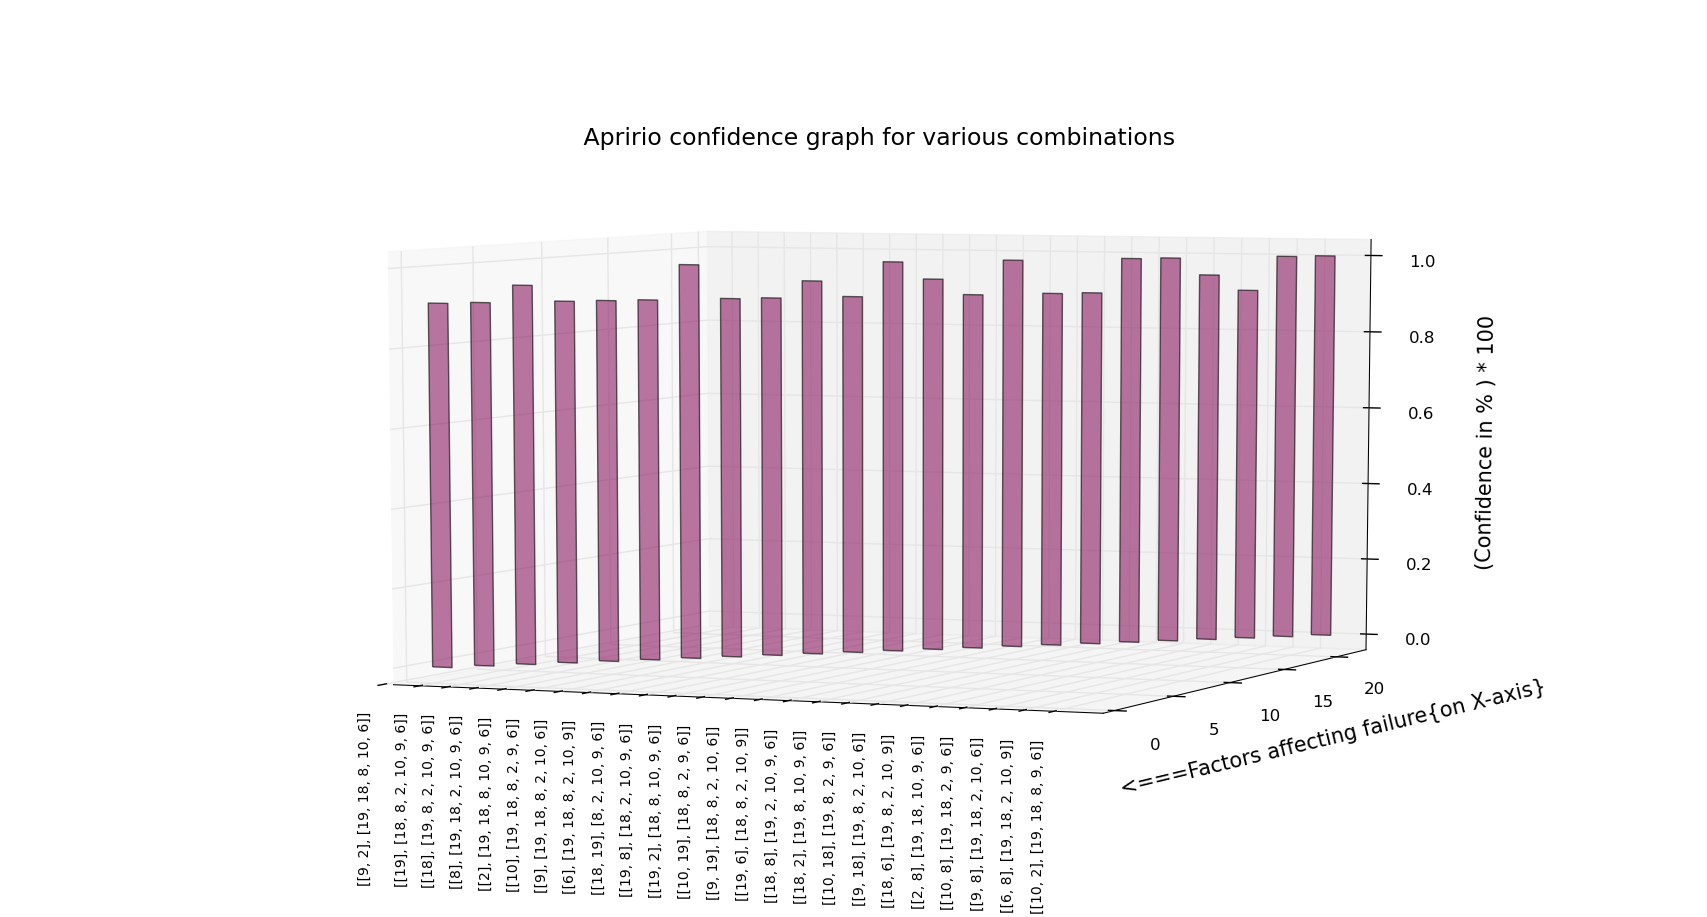 Apririo confidence graph for various combinations
1.0
0.8
0.6
0.4
0.2
0.0
(Confidence in % ) * 100
0
5
10
15
20
<===Factors affecting failure{on X-axis}
[[9, 2], [19, 18, 8, 10, 6]]
[[19], [18, 8, 2, 10, 9, 6]]
[[18], [19, 8, 2, 10, 9, 6]]
[[8], [19, 18, 2, 10, 9, 6]]
[[2], [19, 18, 8, 10, 9, 6]]
[[10], [19, 18, 8, 2, 9, 6]]
[[9], [19, 18, 8, 2, 10, 6]]
[[6], [19, 18, 8, 2, 10, 9]]
[[18, 19], [8, 2, 10, 9, 6]]
[[19, 8], [18, 2, 10, 9, 6]]
[[19, 2], [18, 8, 10, 9, 6]]
[[10, 19], [18, 8, 2, 9, 6]]
[[9, 19], [18, 8, 2, 10, 6]]
[[19, 6], [18, 8, 2, 10, 9]]
[[18, 8], [19, 2, 10, 9, 6]]
[[18, 2], [19, 8, 10, 9, 6]]
[[10, 18], [19, 8, 2, 9, 6]]
[[9, 18], [19, 8, 2, 10, 6]]
[[18, 6], [19, 8, 2, 10, 9]]
[[2, 8], [19, 18, 10, 9, 6]]
[[10, 8], [19, 18, 2, 9, 6]]
[[9, 8], [19, 18, 2, 10, 6]]
[[6, 8], [19, 18, 2, 10, 9]]
[[10, 2], [19, 18, 8, 9, 6]]